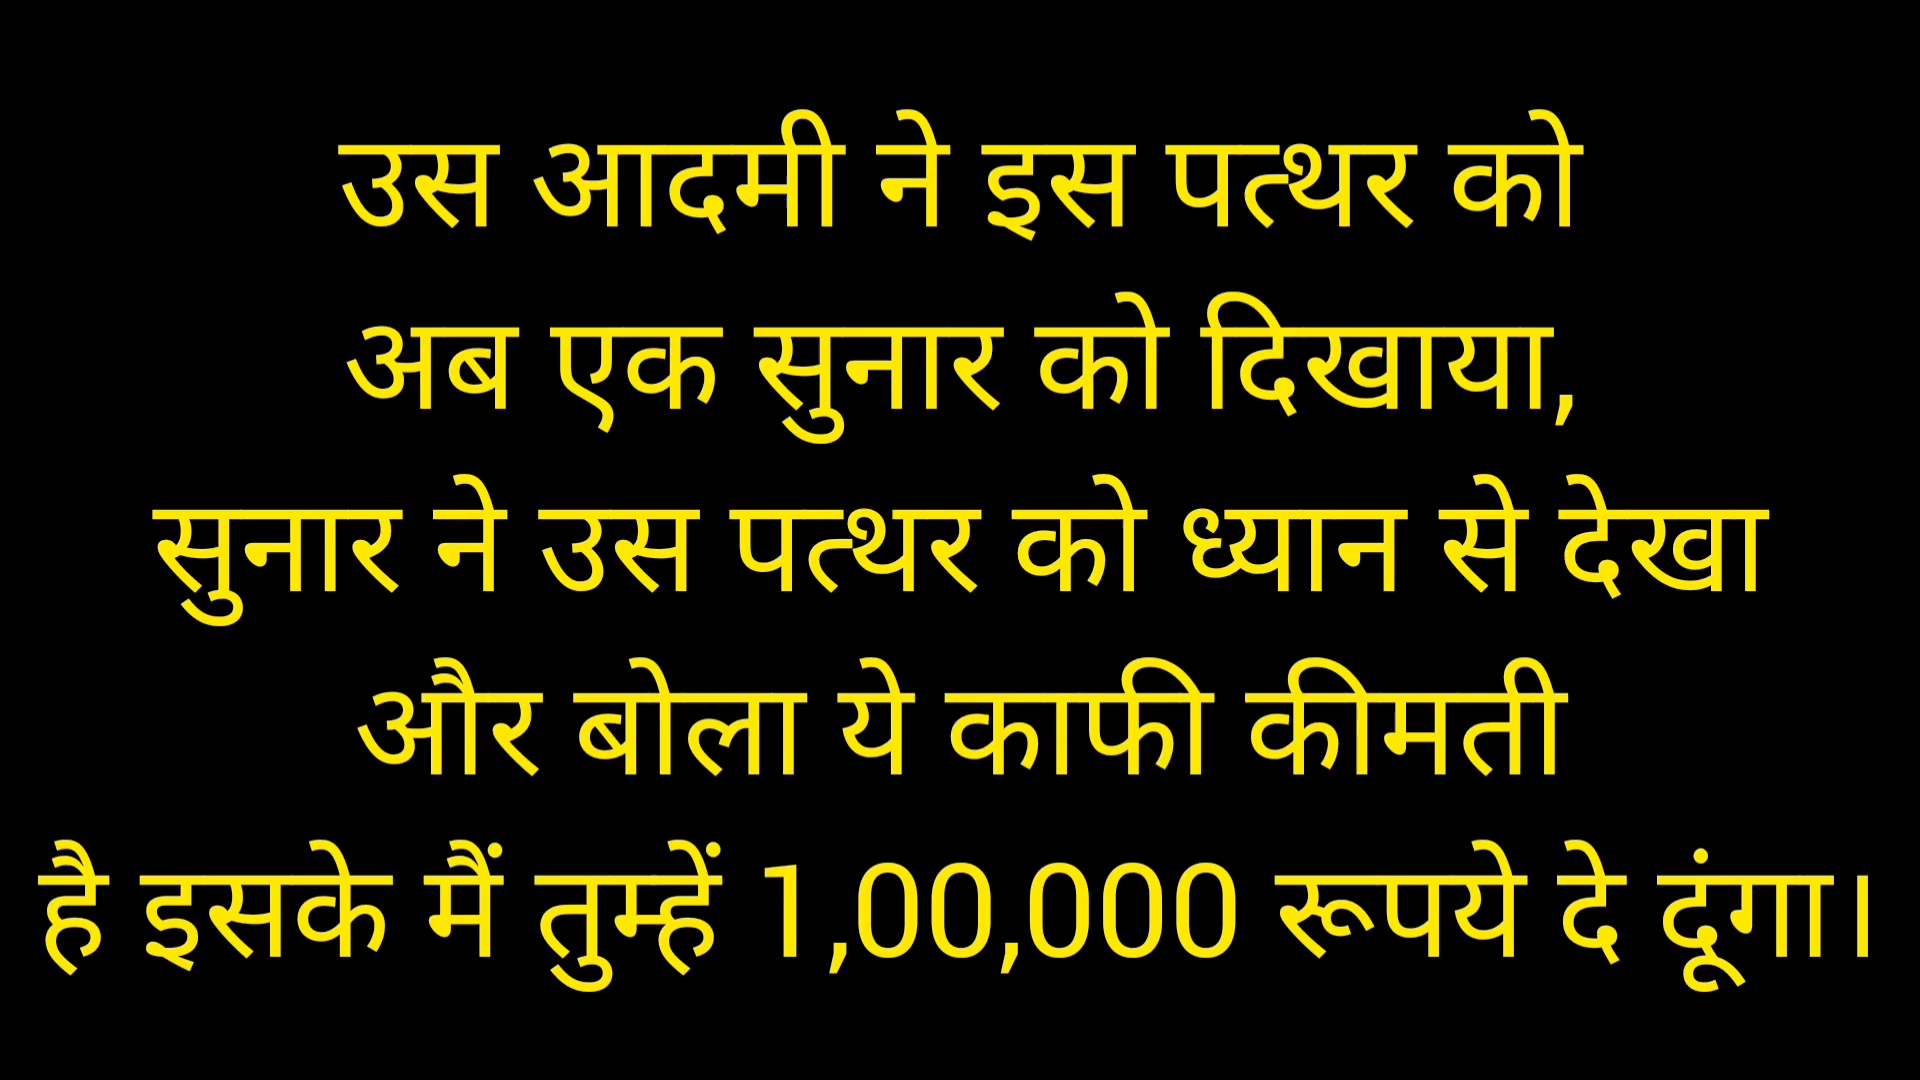 उस आदमी ने इस पत्थर को
अब एक सुनार को दिखाया,
सुनार ने उस पत्थर को ध्यान से देखा
और बोला ये काफी कीमती
है इसके मैं तुम्हें 1,00,000 रूपये दे दूंगा।